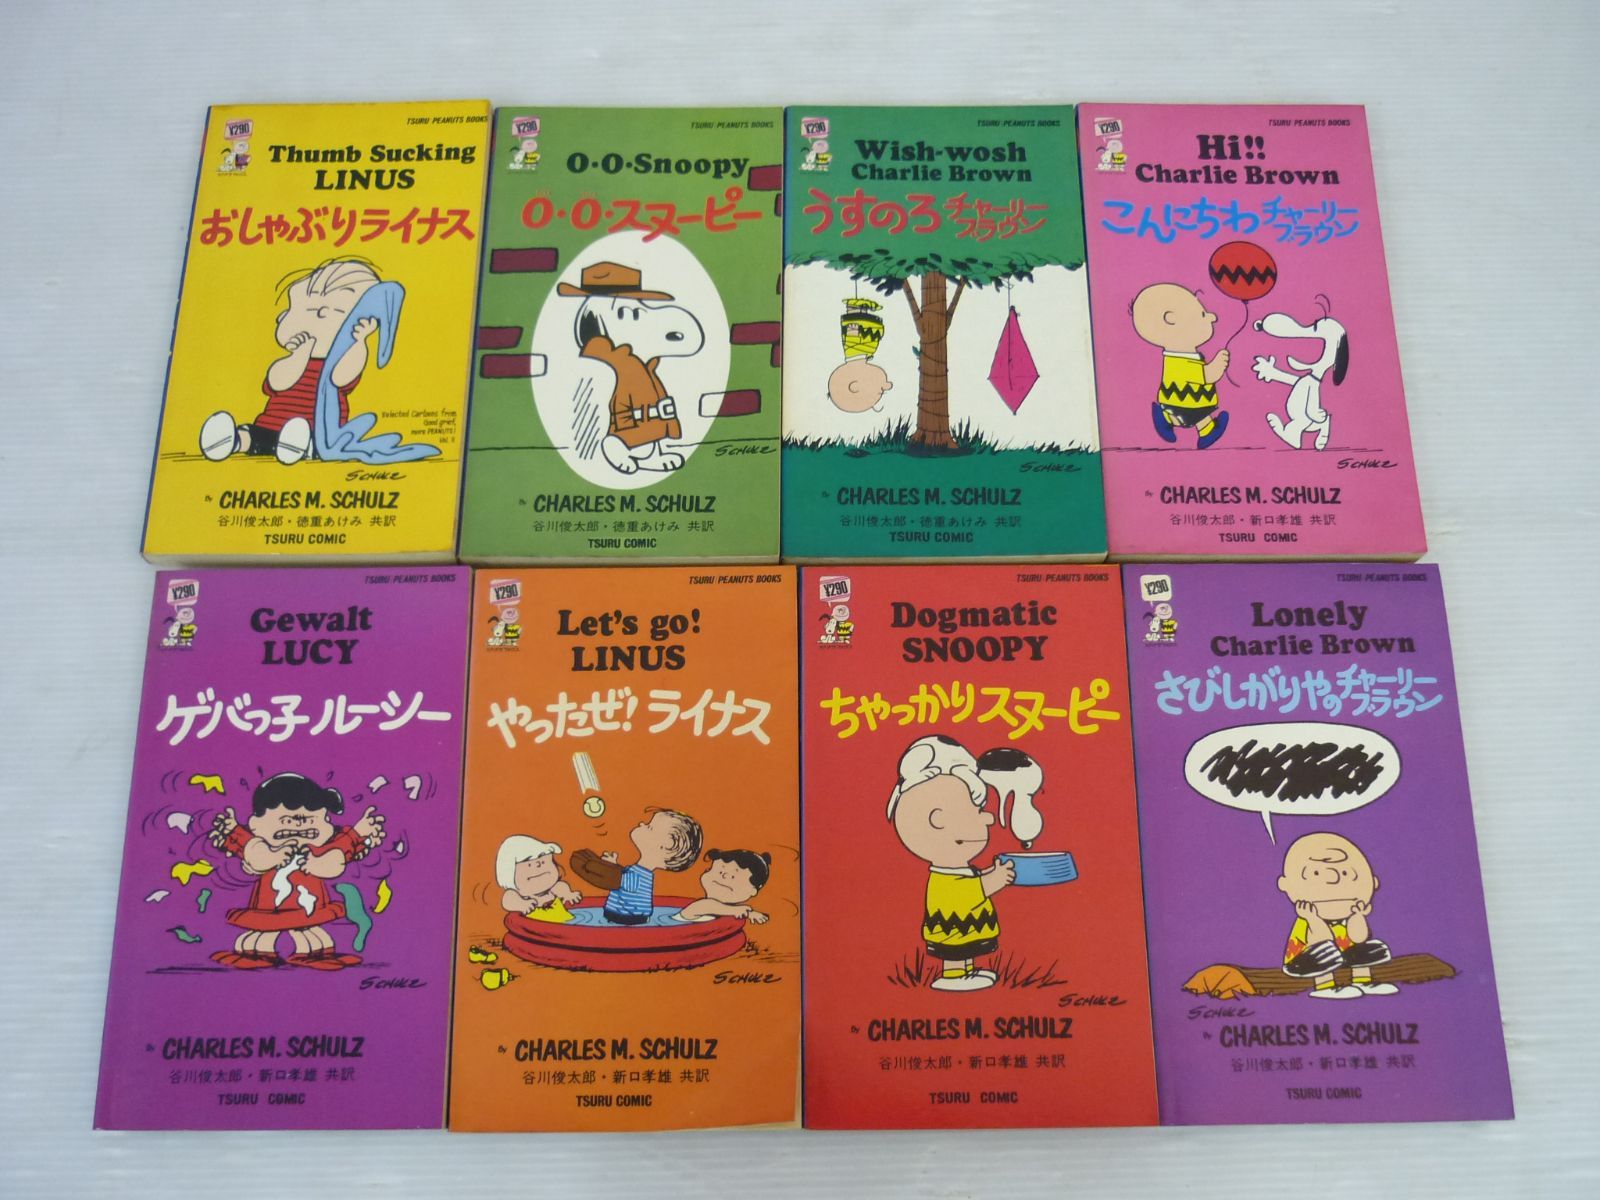 ¥290
TSURU PEANUTS BOOKS
Thumb Sucking
LINUS
おしゃぶりライナス
Selected Cartoons from
Good grief,
more PEANUTS!
SCHULZ
By CHARLES M. SCHULZ
谷川俊太郎・徳重あけみ 共訳
TSURU COMIC
¥290
TSURU PEANUTS BOOKS
O・O・Snoopy
O・O・スヌーピー
SCHULZ
By CHARLES M. SCHULZ
谷川俊太郎・徳重あけみ 共訳
TSURU COMIC
¥290
TSURU PEANUTS BOOKS
Wish-wosh
Charlie Brown
うすのろチャーリー
ブラウン
SCHULZ
By CHARLES M. SCHULZ
谷川俊太郎・徳重あけみ 共訳
TSURU COMIC
¥290
TSURU PEANUTS BOOKS
Hi!!
Charlie Brown
こんにちわチャーリー
ブラウン
SCHULZ
By CHARLES M. SCHULZ
谷川俊太郎・新口孝雄 共訳
TSURU COMIC
¥290
TSURU PEANUTS BOOKS
Gewalt
LUCY
ゲバっ子ルーシー
SCHULZ
By CHARLES M. SCHULZ
谷川俊太郎・新口孝雄 共訳
TSURU COMIC
¥290
TSURU PEANUTS BOOKS
Let's go!
LINUS
やったぜ!ライナス
SCHULZ
By CHARLES M. SCHULZ
谷川俊太郎・新口孝雄 共訳
TSURU COMIC
¥290
TSURU PEANUTS BOOKS
Dogmatic
SNOOPY
ちゃっかりスヌーピー
SCHULZ
By CHARLES M. SCHULZ
谷川俊太郎・新口孝雄 共訳
TSURU COMIC
¥290
TSURU PEANUTS BOOKS
Lonely
Charlie Brown
さびしがりやのチャーリー
ブラウン
SCHULZ
By CHARLES M. SCHULZ
谷川俊太郎・新口孝雄 共訳
TSURU COMIC